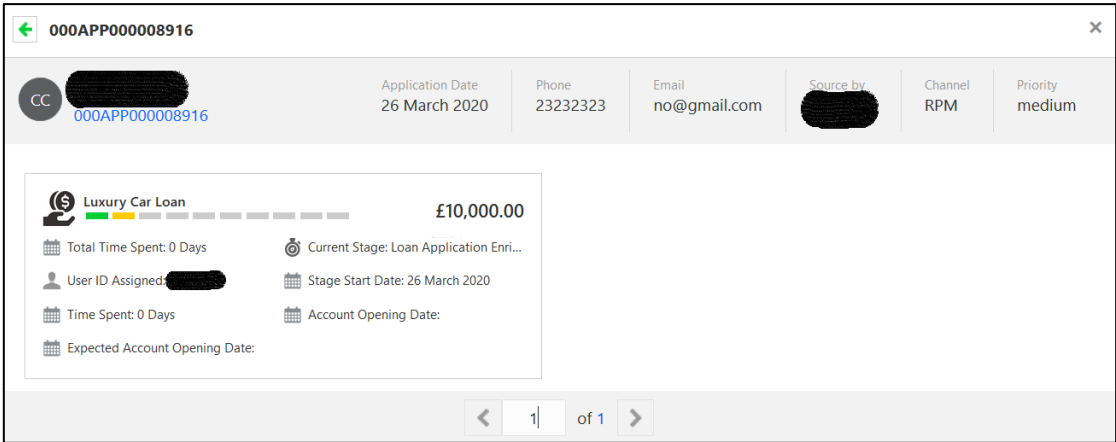 000APP000008916
×
CC
000APP000008916
Application Date
26 March 2020
Phone
23232323
Email
no@gmail.com
Source by
Channel
RPM
Priority
medium
Luxury Car Loan
£10,000.00
Total Time Spent: 0 Days
Current Stage: Loan Application Enri...
User ID Assigned:
Stage Start Date: 26 March 2020
Time Spent: 0 Days
Account Opening Date:
Expected Account Opening Date:
1 of 1